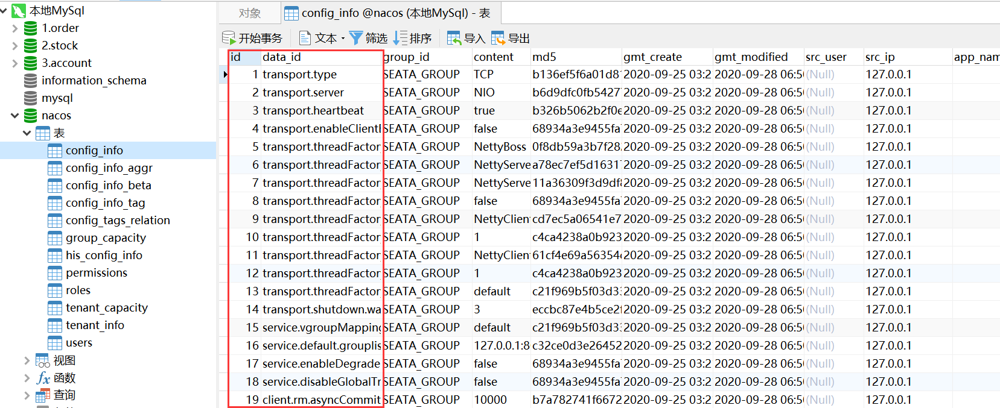 本地MySql
1.order
2.stock
3.account
information_schema
mysql
nacos
表
config_info
config_info_aggr
config_info_beta
config_info_tag
config_tags_relation
group_capacity
his_config_info
permissions
roles
tenant_capacity
tenant_info
users
视图
函数
查询
对象 config_info @nacos (本地MySql) - 表
开始事务 文本 筛选 排序 导入 导出
id data_id group_id content md5 gmt_create gmt_modified src_user src_ip app_nam
1 transport.type SEATA_GROUP TCP b136ef5f6a01d81 2020-09-25 03:2 2020-09-28 06:5 (Null) 127.0.0.1
2 transport.server SEATA_GROUP NIO b6d9dfc0fb5427 2020-09-25 03:2 2020-09-28 06:5 (Null) 127.0.0.1
3 transport.heartbeat SEATA_GROUP true b326b5062b2f0e 2020-09-25 03:2 2020-09-28 06:5 (Null) 127.0.0.1
4 transport.enableClient SEATA_GROUP false 68934a3e9455fa 2020-09-25 03:2 2020-09-28 06:5 (Null) 127.0.0.1
5 transport.threadFactor SEATA_GROUP NettyBoss 0f8db59a3b7f28 2020-09-25 03:2 2020-09-28 06:5 (Null) 127.0.0.1
6 transport.threadFactor SEATA_GROUP NettyServe a78ec7ef5d1631 2020-09-25 03:2 2020-09-28 06:5 (Null) 127.0.0.1
7 transport.threadFactor SEATA_GROUP NettyServe 11a36309f3d9df 2020-09-25 03:2 2020-09-28 06:5 (Null) 127.0.0.1
8 transport.threadFactor SEATA_GROUP false 68934a3e9455fa 2020-09-25 03:2 2020-09-28 06:5 (Null) 127.0.0.1
9 transport.threadFactor SEATA_GROUP NettyClien cd7ec5a06541e7 2020-09-25 03:2 2020-09-28 06:5 (Null) 127.0.0.1
10 transport.threadFactor SEATA_GROUP 1 c4ca4238a0b923 2020-09-25 03:2 2020-09-28 06:5 (Null) 127.0.0.1
11 transport.threadFactor SEATA_GROUP NettyClien 61cf4e69a56354 2020-09-25 03:2 2020-09-28 06:5 (Null) 127.0.0.1
12 transport.threadFactor SEATA_GROUP 1 c4ca4238a0b923 2020-09-25 03:2 2020-09-28 06:5 (Null) 127.0.0.1
13 transport.threadFactor SEATA_GROUP default c21f969b5f03d33 2020-09-25 03:2 2020-09-28 06:5 (Null) 127.0.0.1
14 transport.shutdown.wa SEATA_GROUP 3 eccbc87e4b5ce2f 2020-09-25 03:2 2020-09-28 06:5 (Null) 127.0.0.1
15 service.vgroupMapping SEATA_GROUP default c21f969b5f03d33 2020-09-25 03:2 2020-09-28 06:5 (Null) 127.0.0.1
16 service.default.grouplis SEATA_GROUP 127.0.0.1:8 c32ce0d3e26452 2020-09-25 03:2 2020-09-28 06:5 (Null) 127.0.0.1
17 service.enableDegrade SEATA_GROUP false 68934a3e9455fa 2020-09-25 03:2 2020-09-28 06:5 (Null) 127.0.0.1
18 service.disableGlobalTr SEATA_GROUP false 68934a3e9455fa 2020-09-25 03:2 2020-09-28 06:5 (Null) 127.0.0.1
19 client.rm.asyncCommit SEATA_GROUP 10000 b7a782741f6672 2020-09-25 03:2 2020-09-28 06:5 (Null) 127.0.0.1